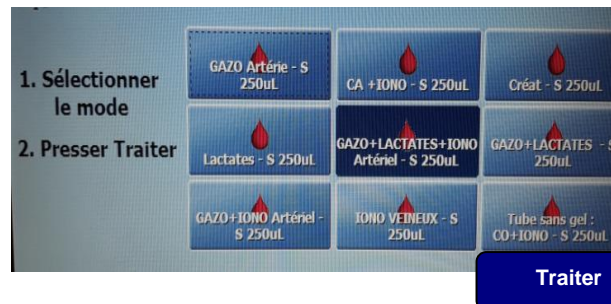 1. Sélectionner
le mode
2. Presser Traiter
GAZO Artérie - S
250uL
CA +IONO - S 250uL
Créat - S 250uL
Lactates - S 250uL
GAZO+LACTATES+IONO
Artériel - S 250uL
GAZO+LACTATES - S
250uL
GAZO+IONO Artériel -
S 250uL
IONO VEINEUX - S
250uL
Tube sans gel :
CO+IONO - S 250uL
Traiter